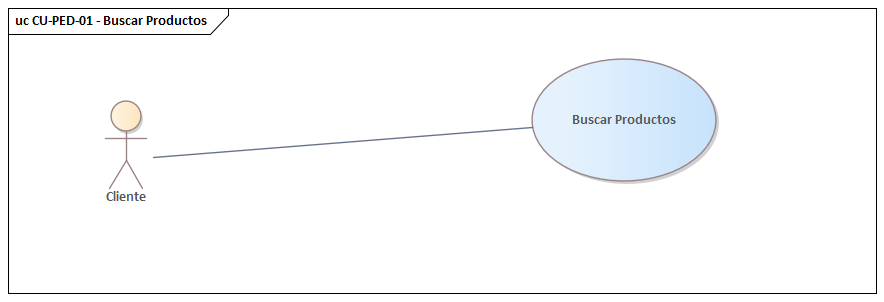 uc CU-PED-01 - Buscar Productos
Buscar Productos
Cliente